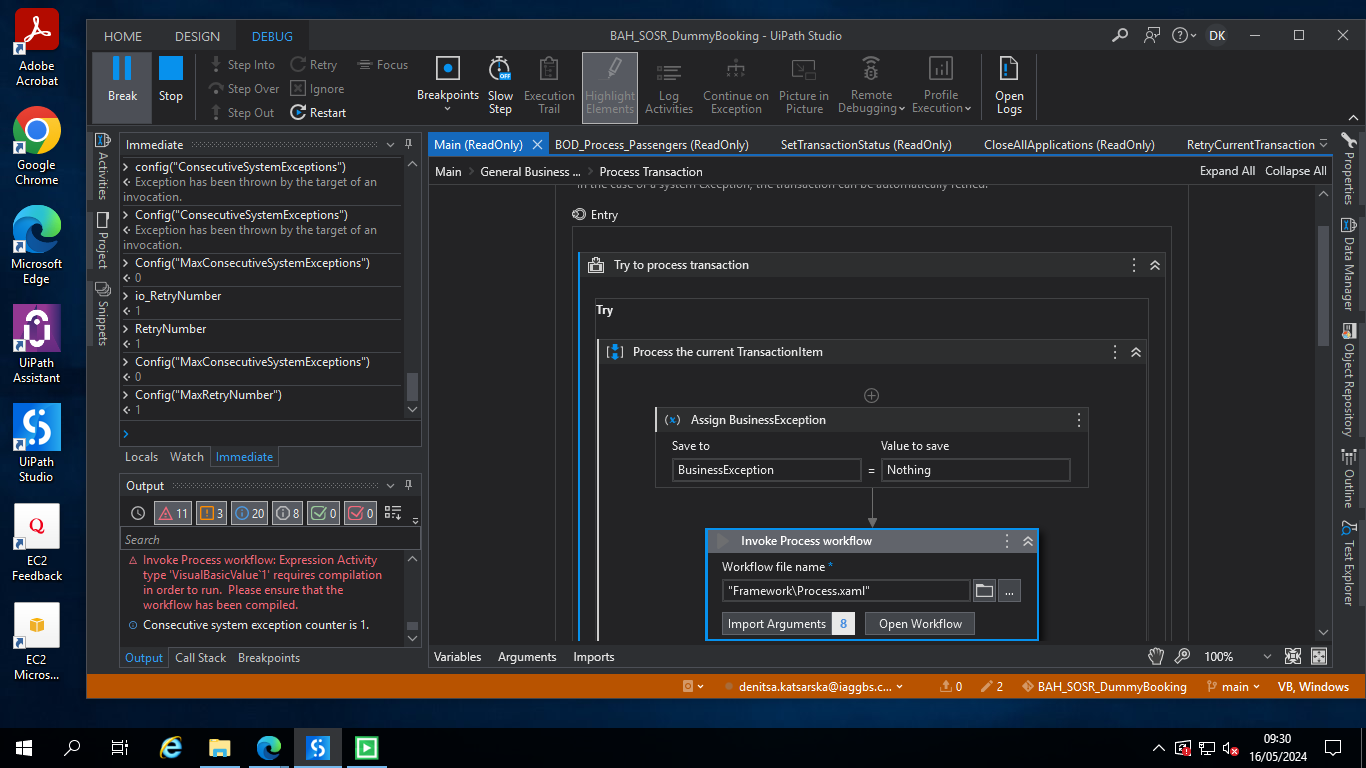 Adobe
Acrobat
Google
Chrome
Microsoft
Edge
UiPath
Assistant
UiPath
Studio
EC2
Feedback
EC2
Micros...
HOME
DESIGN
DEBUG
BAH_SOSR_DummyBooking - UiPath Studio
DK
Break
Stop
Step Into
Step Over
Step Out
Retry
Ignore
Restart
Focus
Breakpoints
Slow
Step
OFF
Execution
Trail
Highlight
Elements
Log
Activities
Continue on
Exception
Picture in
Picture
Remote
Debugging
Profile
Execution
Open
Logs
Activities
Project
Snippets
Immediate
config("ConsecutiveSystemExceptions")
Exception has been thrown by the target of an
invocation.
Config("ConsecutiveSystemExceptions")
Exception has been thrown by the target of an
invocation.
Config("MaxConsecutiveSystemExceptions")
0
io_RetryNumber
1
RetryNumber
1
Config("MaxConsecutiveSystemExceptions")
0
Config("MaxRetryNumber")
1
Locals
Watch
Immediate
Output
11
3
20
8
0
0
Search
Invoke Process workflow: Expression Activity
type 'VisualBasicValue`1' requires compilation
in order to run.  Please ensure that the
workflow has been compiled.
Consecutive system exception counter is 1.
Output
Call Stack
Breakpoints
Main (ReadOnly)
BOD_Process_Passengers (ReadOnly)
SetTransactionStatus (ReadOnly)
CloseAllApplications (ReadOnly)
RetryCurrentTransaction
Main
General Business ...
Process Transaction
Expand All
Collapse All
In the case of a system exception, the transaction can be automatically retried.
Entry
Try to process transaction
Try
Process the current TransactionItem
Assign BusinessException
Save to
Value to save
BusinessException
=
Nothing
Invoke Process workflow
Workflow file name *
"Framework\Process.xaml"
...
Import Arguments
8
Open Workflow
Variables
Arguments
Imports
100%
Properties
Data Manager
Object Repository
Outline
Test Explorer
denitsa.katsarska@iaggbs.c...
0
2
BAH_SOSR_DummyBooking
main
VB, Windows
09:30
16/05/2024